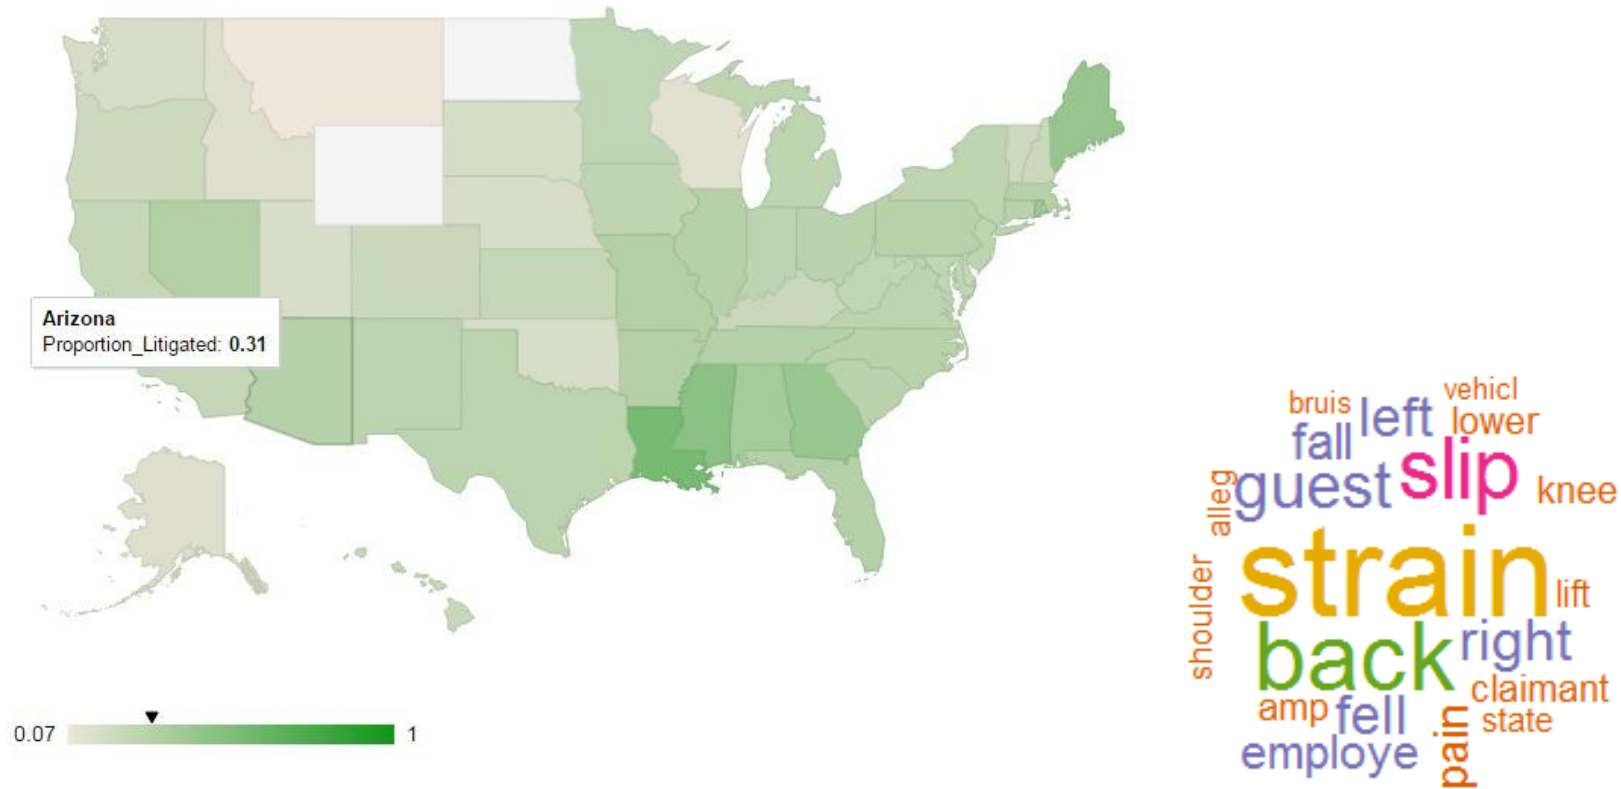 Arizona
Proportion_Litigated: 0.31
0.07
1
bruis
vehicl
left
lower
fall
slip
guest
knee
alleg
strain
lift
shoulder
back
right
claimant
amp
fell
state
pain
employe